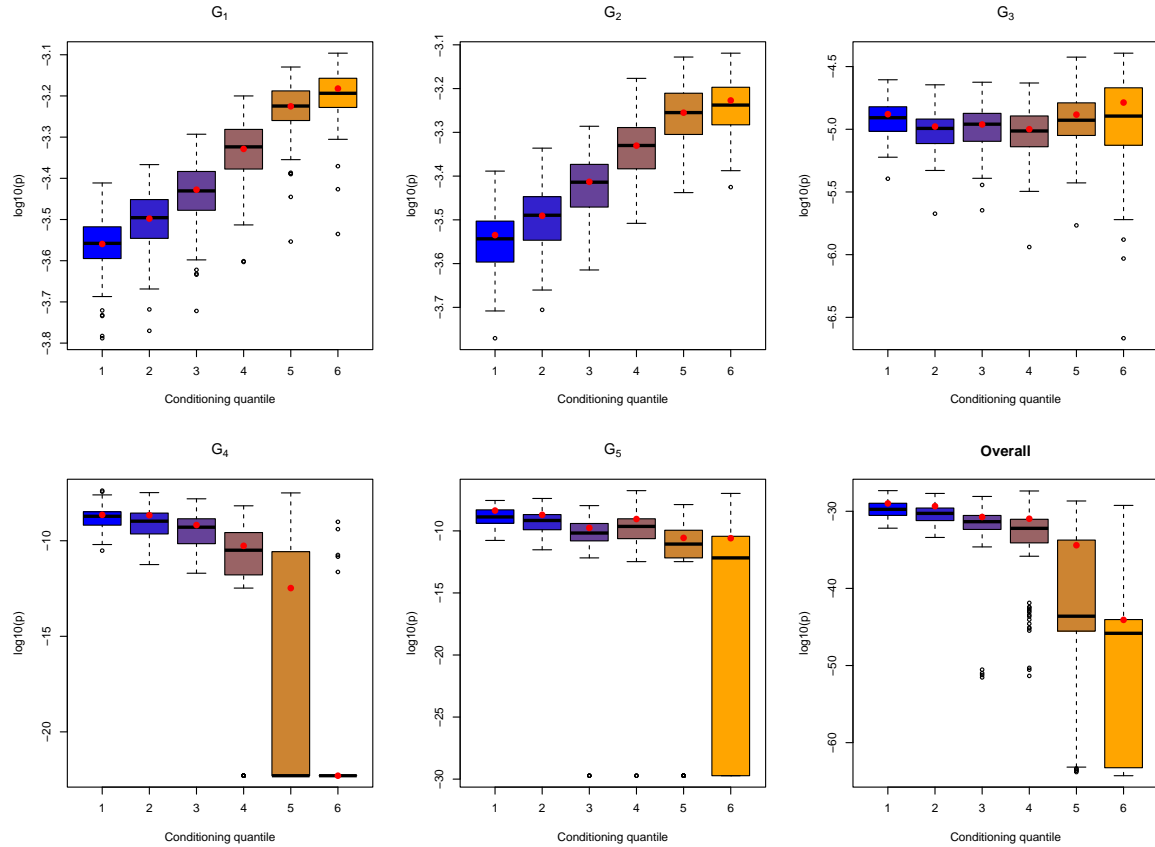 G1
log10(p)
-3.1
-3.2
-3.3
-3.4
-3.5
-3.6
-3.7
-3.8
1 2 3 4 5 6
Conditioning quantile
G2
log10(p)
-3.1
-3.2
-3.3
-3.4
-3.5
-3.6
-3.7
1 2 3 4 5 6
Conditioning quantile
G3
log10(p)
-4.5
-5.0
-5.5
-6.0
-6.5
1 2 3 4 5 6
Conditioning quantile
G4
log10(p)
-10
-15
-20
1 2 3 4 5 6
Conditioning quantile
G5
log10(p)
-10
-15
-20
-25
-30
1 2 3 4 5 6
Conditioning quantile
Overall
log10(p)
-30
-40
-50
-60
1 2 3 4 5 6
Conditioning quantile